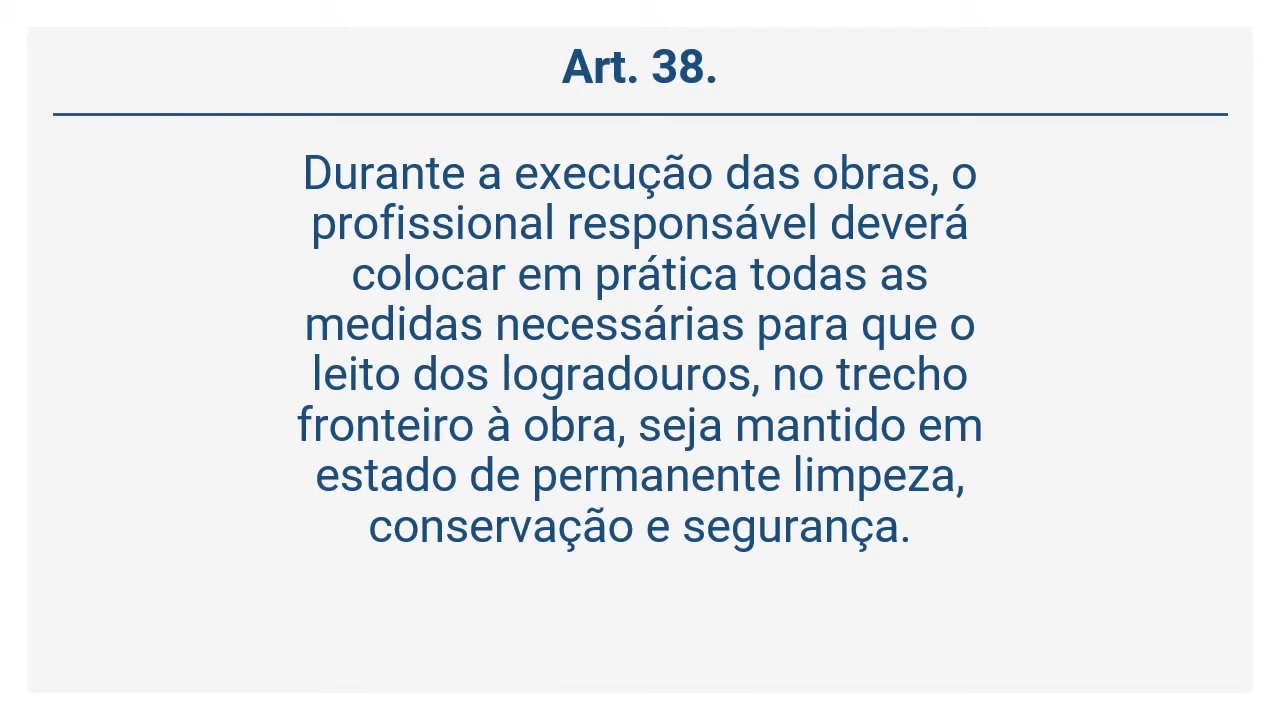 Art. 38.
Durante a execução das obras, o
profissional responsável deverá
colocar em prática todas as
medidas necessárias para que o
leito dos logradouros, no trecho
fronteiro à obra, seja mantido em
estado de permanente limpeza,
conservação e segurança.